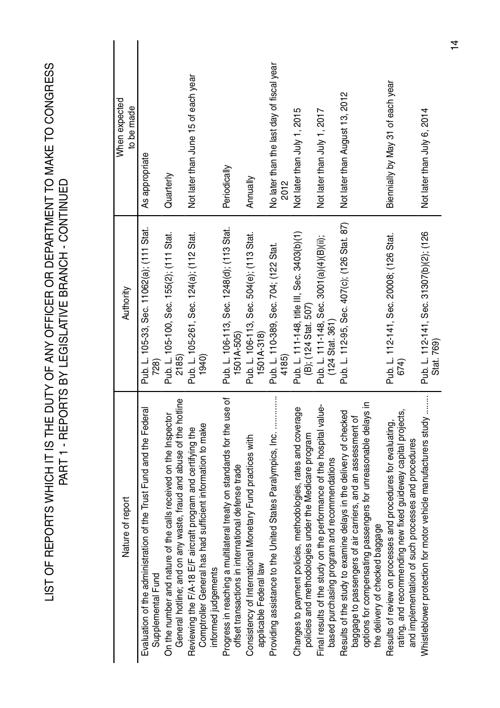 LIST OF REPORTS WHICH IT IS THE DUTY OF ANY OFFICER OR DEPARTMENT TO MAKE TO CONGRESS
PART 1 - REPORTS BY LEGISLATIVE BRANCH - CONTINUED
Nature of report Authority When expected to be made
Evaluation of the administration of the Trust Fund and the Federal Pub. L. 105-33, Sec. 11062(a); (111 Stat. As appropriate
Supplemental Fund 728)
On the number and nature of the calls received on the Inspector Pub. L. 105-100, Sec. 155(2); (111 Stat. Quarterly
General hotline; and on any waste, fraud and abuse of the hotline 2185)
Reviewing the F/A-18 E/F aircraft program and certifying the Pub. L. 105-261, Sec. 124(a); (112 Stat. Not later than June 15 of each year
Comptroller General has had sufficient information to make 1940)
informed judgements
Progress in reaching a multilateral treaty on standards for the use of Pub. L. 106-113, Sec. 1248(d); (113 Stat. Periodically
offset transactions in international defense trade 1501A-505)
Consistency of International Monetary Fund practices with Pub. L. 106-113, Sec. 504(e); (113 Stat. Annually
applicable Federal law 1501A-318)
Providing assistance to the United States Paralympics, Inc. ............ Pub. L. 110-389, Sec. 704; (122 Stat. No later than the last day of fiscal year
4185) 2012
Changes to payment policies, methodologies, rates and coverage Pub. L. 111-148, title III, Sec. 3403(b)(1) Not later than July 1, 2015
policies and methodologies under the Medicare program (B); (124 Stat. 507)
Final results of the study on the performance of the hospital value- Pub. L. 111-148, Sec. 3001(a)(4)(B)(ii); Not later than July 1, 2017
based purchasing program and recommendations (124 Stat. 361)
Results of the study to examine delays in the delivery of checked Pub. L. 112-95, Sec. 407(c); (126 Stat. 87) Not later than August 13, 2012
baggage to passengers of air carriers, and an assessment of
options for compensating passengers for unreasonable delays in
the delivery of checked baggage
Results of review on processes and procedures for evaluating, Pub. L. 112-141, Sec. 20008; (126 Stat. Biennially by May 31 of each year
rating, and recommending new fixed guideway capital projects, 674)
and implementation of such processes and procedures
Whistleblower protection for motor vehicle manufacturers study ....... Pub. L. 112-141, Sec. 31307(b)(2); (126 Not later than July 6, 2014
Stat. 769)
14